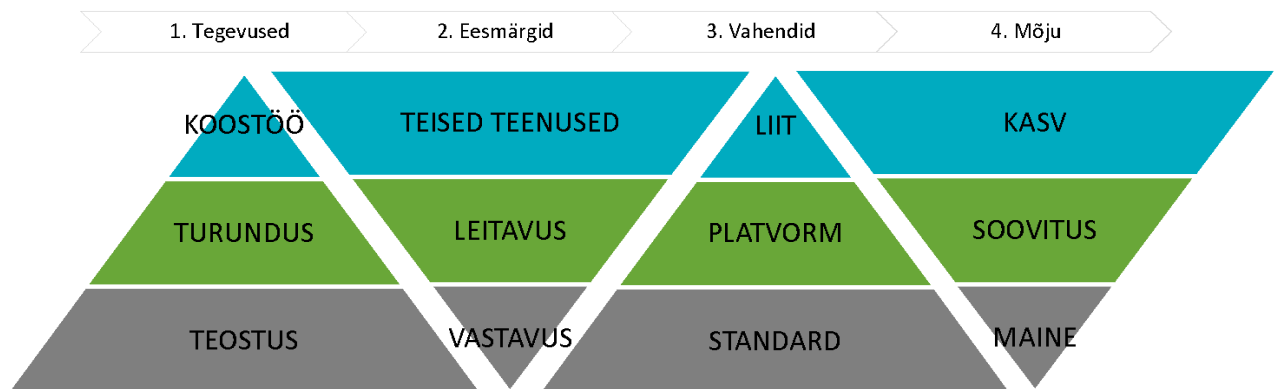 1. Tegevused
2. Eesmärgid
3. Vahendid
4. Mõju
KOOSTÖÖ
TEISED TEENUSED
LIIT
KASV
TURUNDUS
LEITAVUS
PLATVORM
SOOVITUS
TEOSTUS
VASTAVUS
STANDARD
MAINE